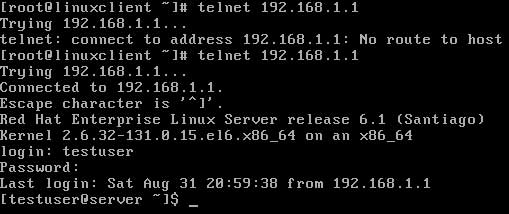 [root@linuxclient ~]# telnet 192.168.1.1
Trying 192.168.1.1...
telnet: connect to address 192.168.1.1: No route to host
[root@linuxclient ~]# telnet 192.168.1.1
Trying 192.168.1.1...
Connected to 192.168.1.1.
Escape character is '^]'.
Red Hat Enterprise Linux Server release 6.1 (Santiago)
Kernel 2.6.32-131.0.15.el6.x86_64 on an x86_64
login: testuser
Password:
Last login: Sat Aug 31 20:59:38 from 192.168.1.1
[testuser@server ~]$ _